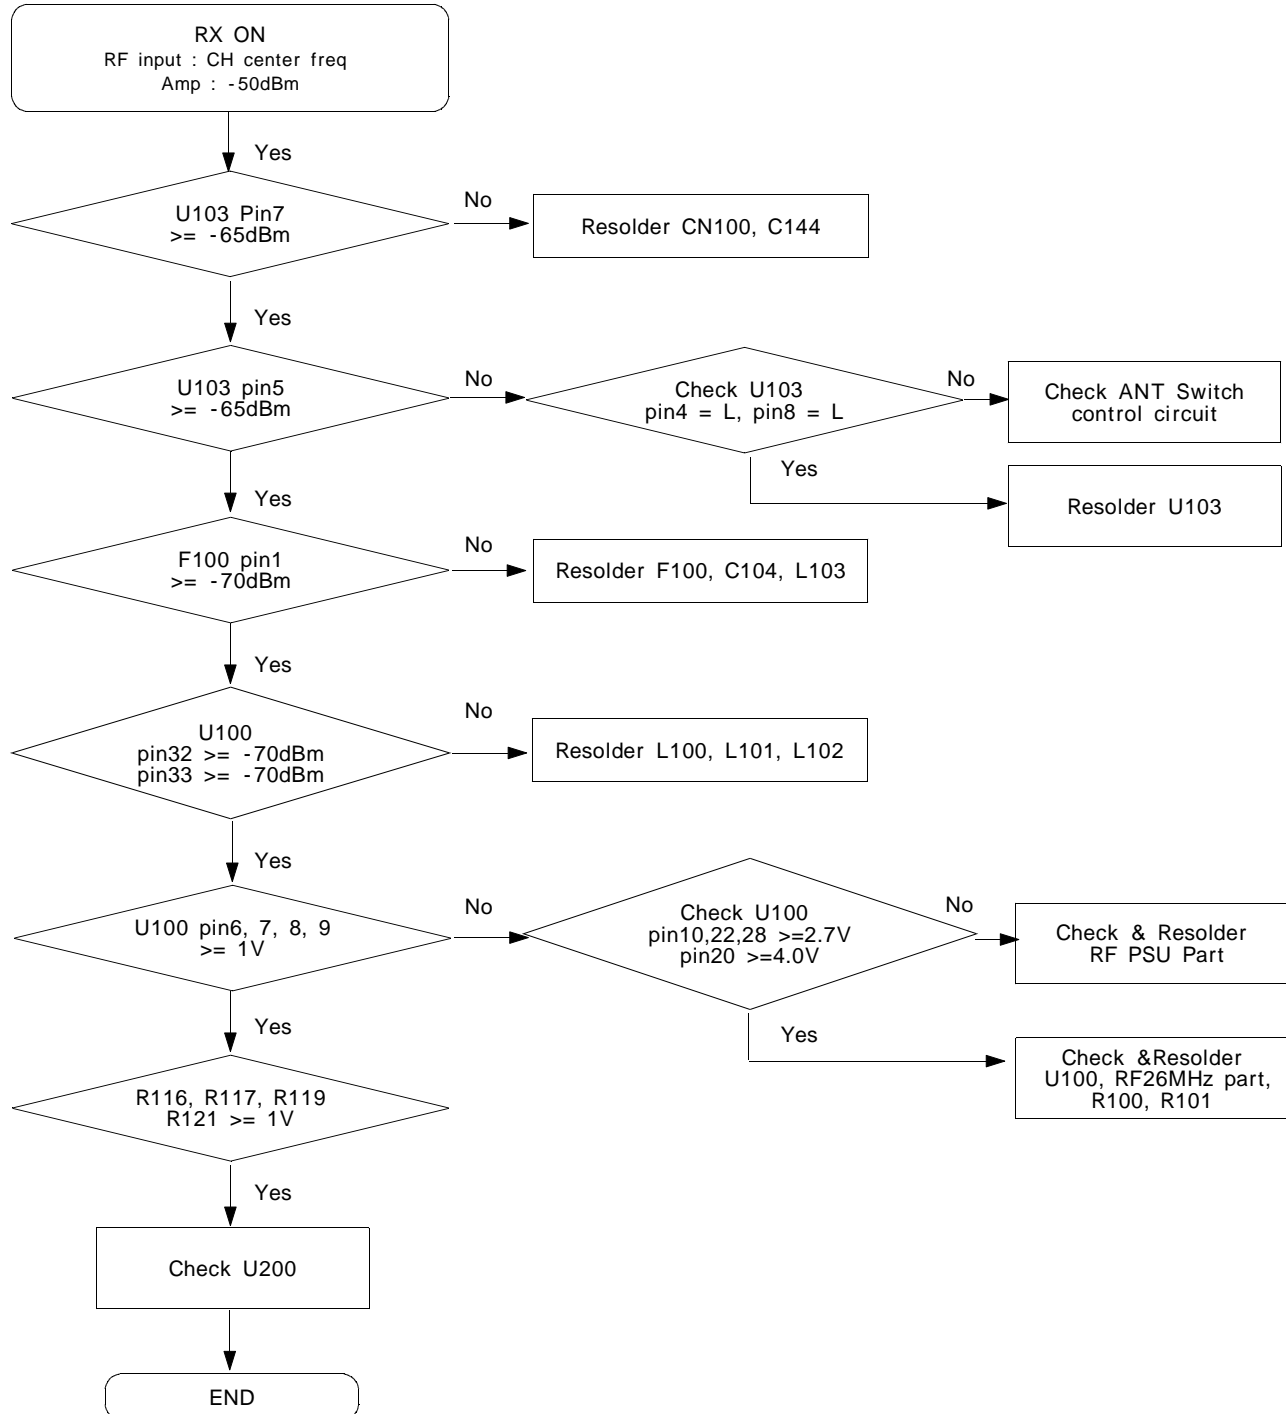 RX ON
RF input : CH center freq
Amp : -50dBm
Yes
U103 Pin7
>= -65dBm
No
Resolder CN100, C144
Yes
U103 pin5
>= -65dBm
No
Check U103
pin4 = L, pin8 = L
No
Check ANT Switch
control circuit
Yes
Resolder U103
Yes
F100 pin1
>= -70dBm
No
Resolder F100, C104, L103
Yes
U100
pin32 >= -70dBm
pin33 >= -70dBm
No
Resolder L100, L101, L102
Yes
U100 pin6, 7, 8, 9
>= 1V
No
Check U100
pin10,22,28 >=2.7V
pin20 >=4.0V
No
Check & Resolder
RF PSU Part
Yes
Check &Resolder
U100, RF26MHz part,
R100, R101
Yes
R116, R117, R119
R121 >= 1V
Yes
Check U200
END